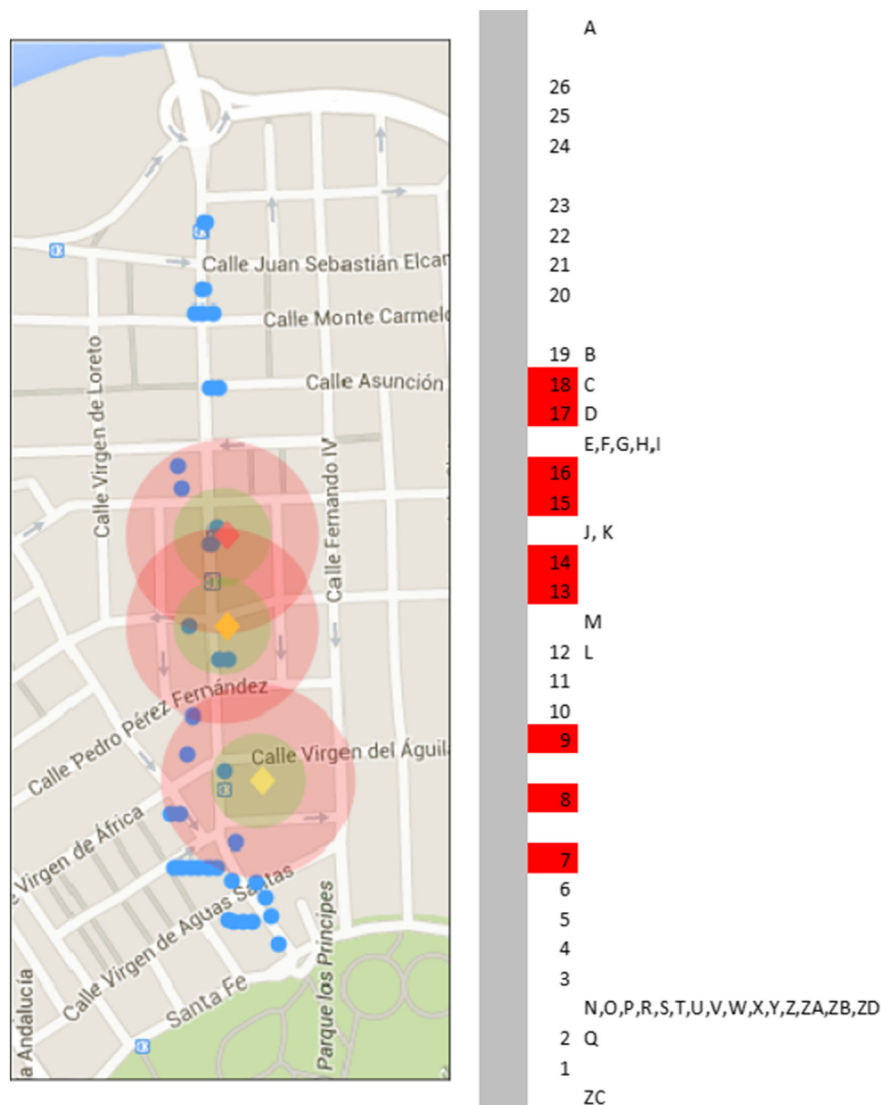 Calle Juan Sebastián Elcar
Calle Monte Carmelo
Calle Asunción
Calle Virgen de Loreto
Calle Fernando IV
Calle Pedro Pérez Fernández
Calle Virgen del Águila
e Virgen de África
Calle Virgen de Aguas Santas
Santa Fe
Parque los Principes
a Andalucía
A
26
25
24
23
22
21
20
19 B
18 C
17 D
E,F,G,H,I
16
15
J, K
14
13
M
12 L
11
10
9
8
7
6
5
4
3
N,O,P,R,S,T,U,V,W,X,Y,Z,ZA,ZB,ZD
2 Q
1
ZC